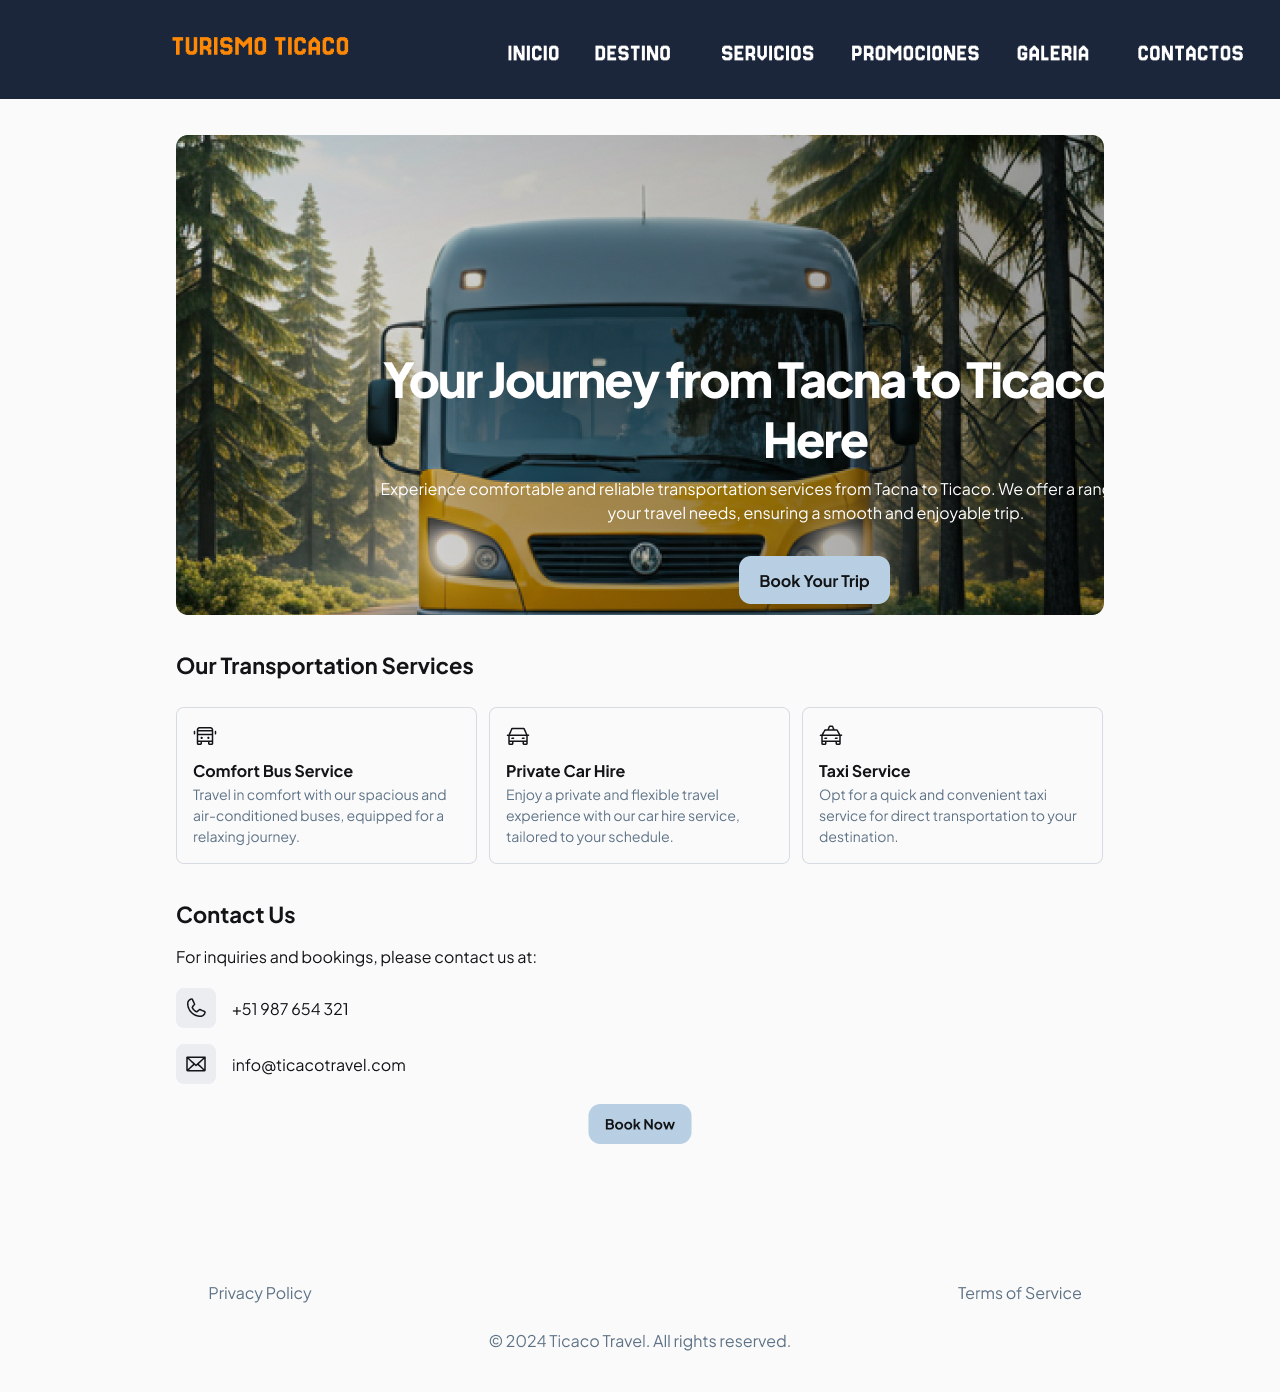 TURISMO TICACO
INICIO DESTINO SERVICIOS PROMOCIONES GALERIA CONTACTOS
Your Journey from Tacna to Ticaco
Here
Experience comfortable and reliable transportation services from Tacna to Ticaco. We offer a
your travel needs, ensuring a smooth and enjoyable trip.
Book Your Trip
Our Transportation Services
Comfort Bus Service
Travel in comfort with our spacious and
air-conditioned buses, equipped for a
relaxing journey.
Private Car Hire
Enjoy a private and flexible travel
experience with our car hire service,
tailored to your schedule.
Taxi Service
Opt for a quick and convenient taxi
service for direct transportation to your
destination.
Contact Us
For inquiries and bookings, please contact us at:
+51 987 654 321
info@ticacotravel.com
Book Now
Privacy Policy Terms of Service
© 2024 Ticaco Travel. All rights reserved.